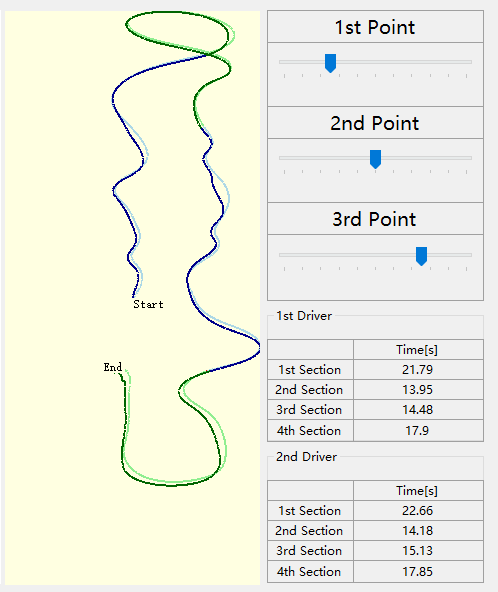 1st Point
2nd Point
3rd Point
Start
End
1st Driver
Time[s]
1st Section 21.79
2nd Section 13.95
3rd Section 14.48
4th Section 17.9
2nd Driver
Time[s]
1st Section 22.66
2nd Section 14.18
3rd Section 15.13
4th Section 17.85